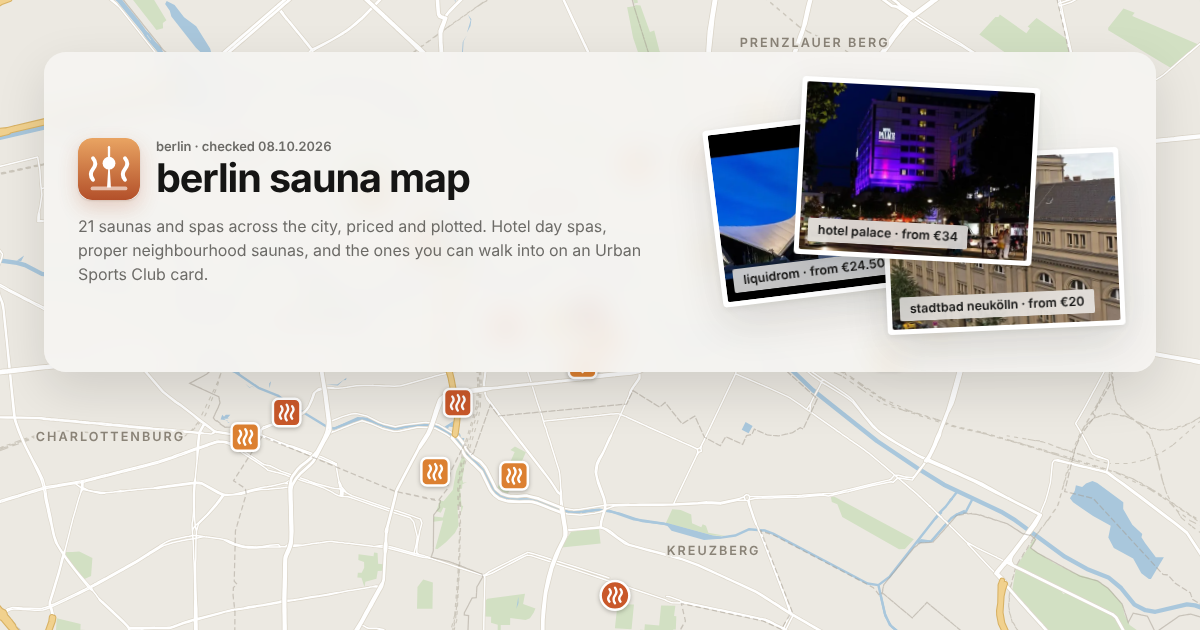 PRENZLAUER BERG
berlin · checked 08.10.2026
berlin sauna map
21 saunas and spas across the city, priced and plotted. Hotel day spas,
proper neighbourhood saunas, and the ones you can walk into on an Urban
Sports Club card.
hotel palace · from €34
liquidrom · from €24.50
stadtbad neukölln · from €20
CHARLOTTENBURG
KREUZBERG